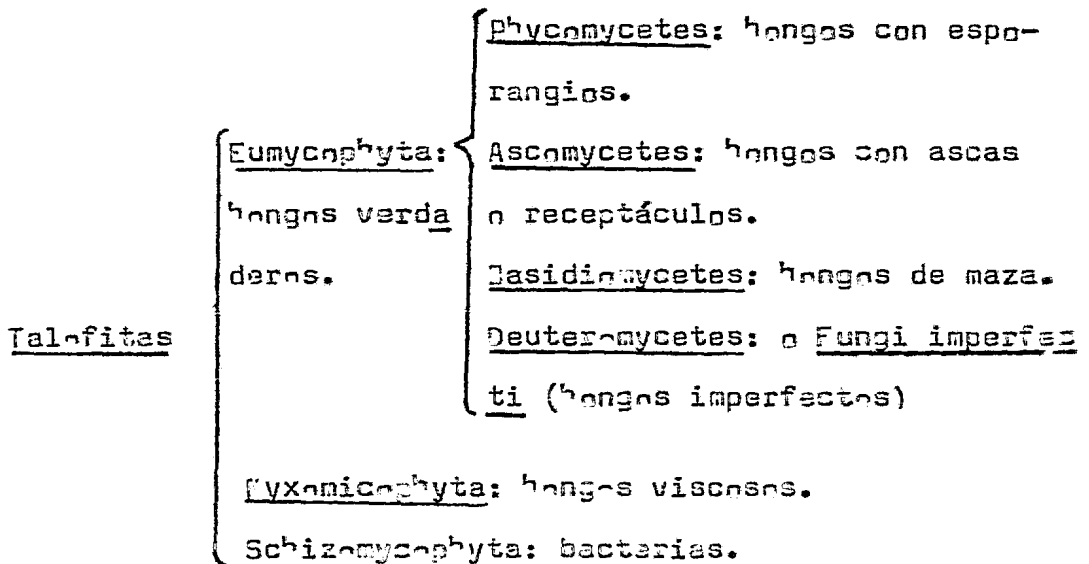 Phycomycetes: hongos con espo-
rangios.
Eumycophyta:
Ascomycetes: hongos con ascas
hongos verda
o receptáculos.
deros.
Basidiomycetes: hongos de maza.
Talofitas
Deuteromycetes: o Fungi imperfec
ti (hongos imperfectos)
Myxomicophyta: hongos viscosos.
Schizomycophyta: bacterias.